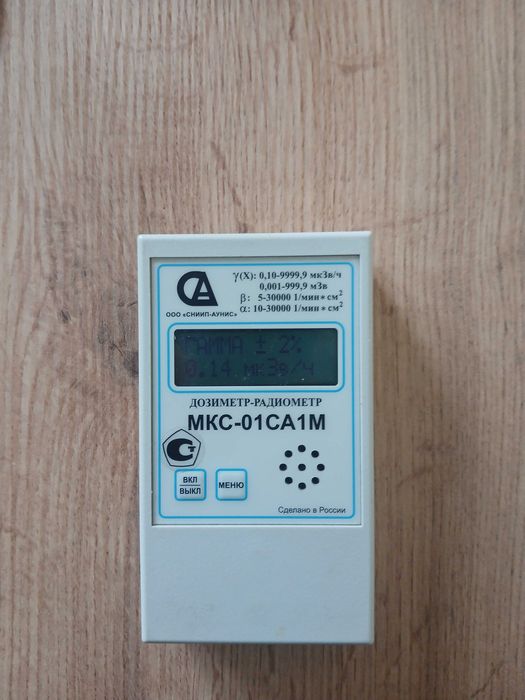 γ(X): 0,10-9999,9 мкЗв/ч
0,001-999,9 мЗв
β: 5-30000 1/мин∗см²
α: 10-30000 1/мин∗см²
СА
ООО «СНИИП-АУНИС»
ГАММА ± 2%
0.14 мкЗв/ч
ДОЗИМЕТР-РАДИОМЕТР
МКС-01СА1М
ВКЛ
ВЫКЛ
МЕНЮ
Сделано в России